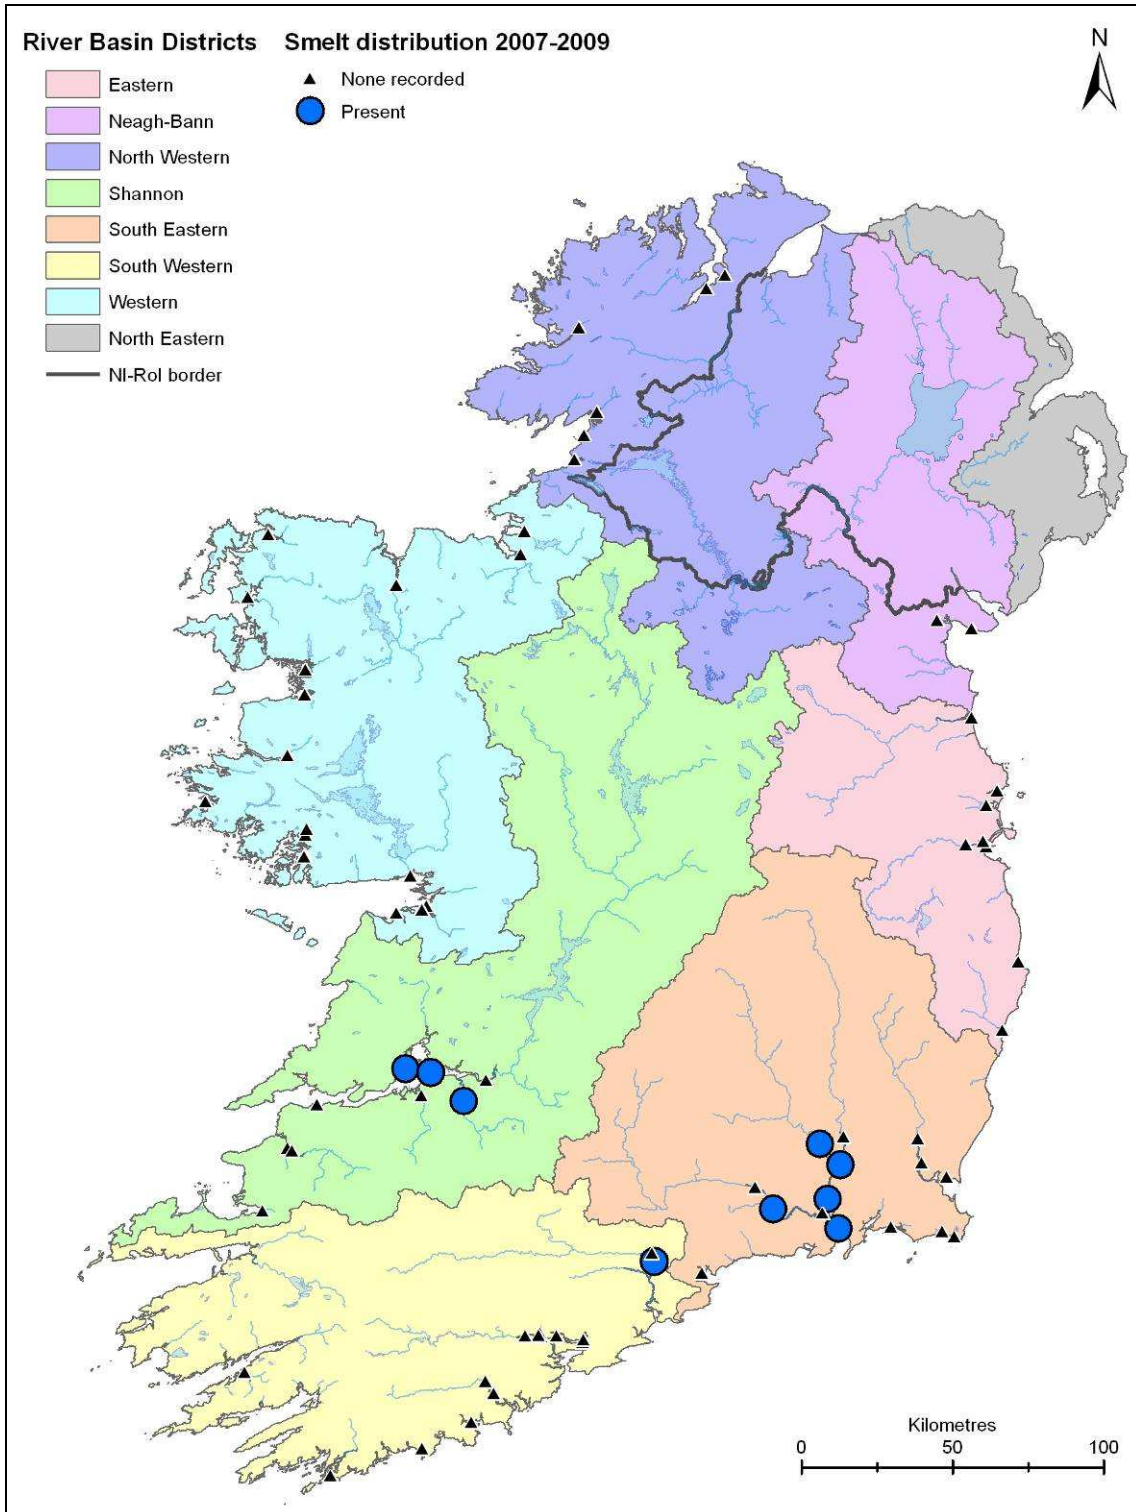 River Basin Districts
Eastern
Neagh-Bann
North Western
Shannon
South Eastern
South Western
Western
North Eastern
NI-RoI border
Smelt distribution 2007-2009
None recorded
Present
N
Kilometres
0 50 100